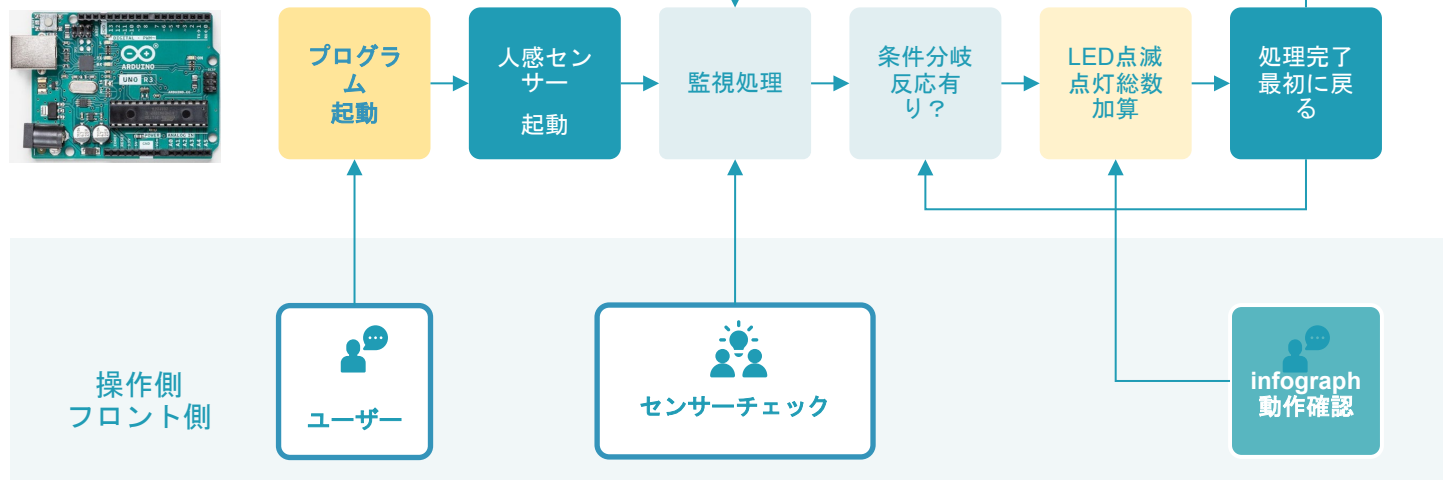 プログラ
ム
起動
人感セン
サー
起動
監視処理
条件分岐
反応有
り？
LED点滅
点灯総数
加算
処理完了
最初に戻
る
ARDUINO
UNO R3
操作側
フロント側
ユーザー
センサーチェック
infograph
動作確認